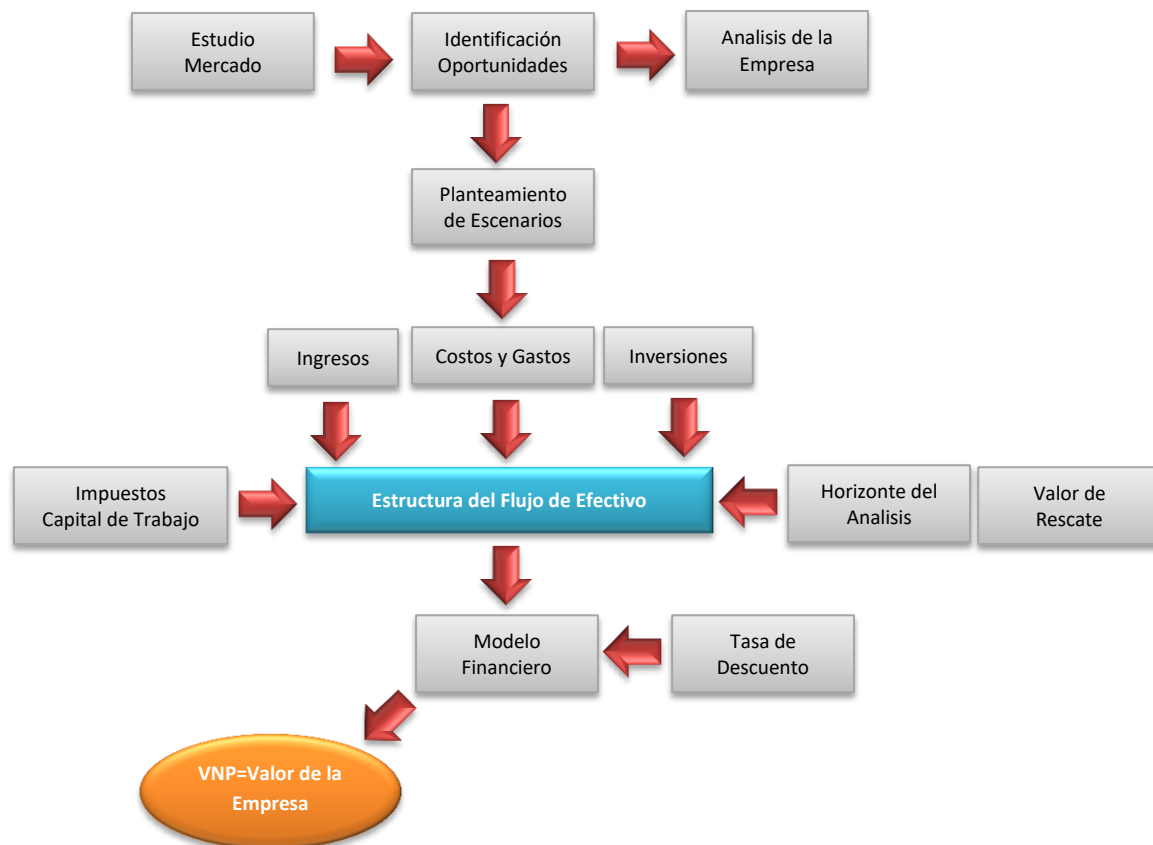 Estudio
Mercado
Identificación
Oportunidades
Analisis de la
Empresa
Planteamiento
de Escenarios
Ingresos
Costos y Gastos
Inversiones
Impuestos
Capital de Trabajo
Estructura del Flujo de Efectivo
Horizonte del
Analisis
Valor de
Rescate
Modelo
Financiero
Tasa de
Descuento
VNP=Valor de la
Empresa